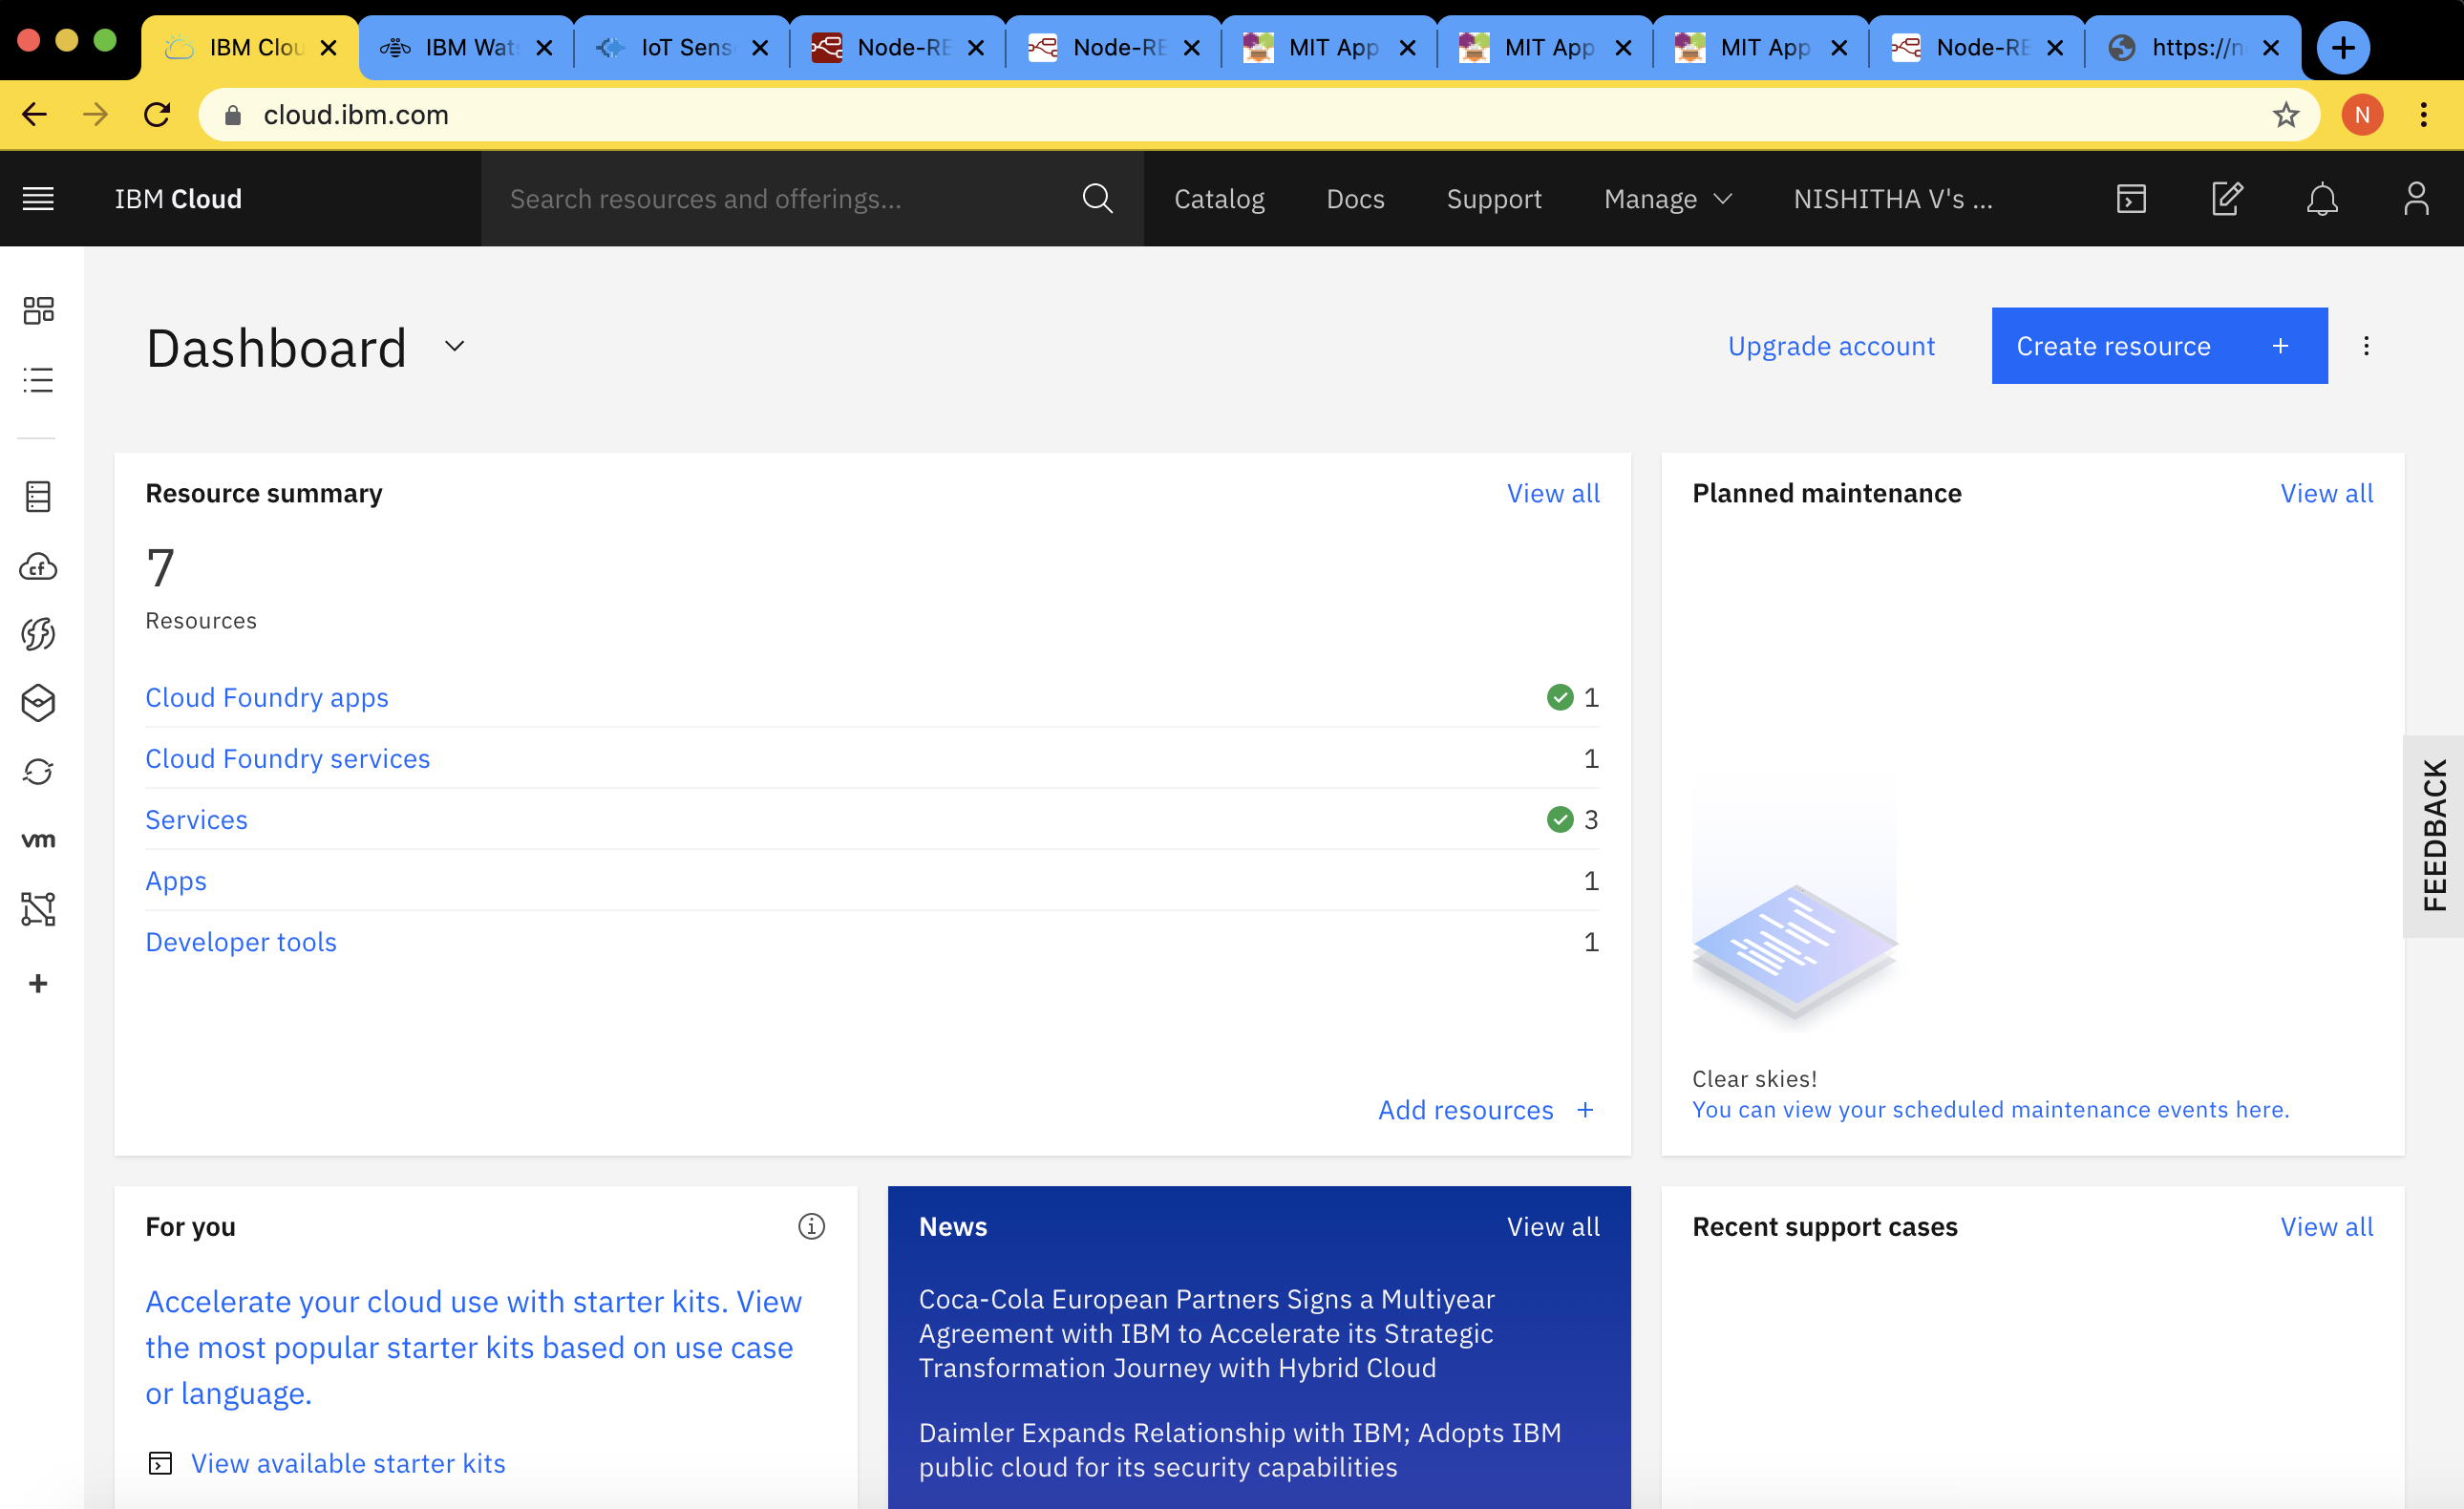 IBM Clou
IBM Wat
IoT Sens
Node-RE
Node-RE
MIT App
MIT App
MIT App
Node-RE
https://n
cloud.ibm.com
N
IBM Cloud
Search resources and offerings...
Catalog
Docs
Support
Manage
NISHITHA V's ...
Dashboard
Upgrade account
Create resource +
Resource summary
View all
7
Resources
Cloud Foundry apps 1
Cloud Foundry services 1
Services 3
Apps 1
Developer tools 1
Add resources +
Planned maintenance
View all
Clear skies!
You can view your scheduled maintenance events here.
cf
vm
FEEDBACK
For you
Accelerate your cloud use with starter kits. View
the most popular starter kits based on use case
or language.
View available starter kits
News
View all
Coca-Cola European Partners Signs a Multiyear
Agreement with IBM to Accelerate its Strategic
Transformation Journey with Hybrid Cloud
Daimler Expands Relationship with IBM; Adopts IBM
public cloud for its security capabilities
Recent support cases
View all